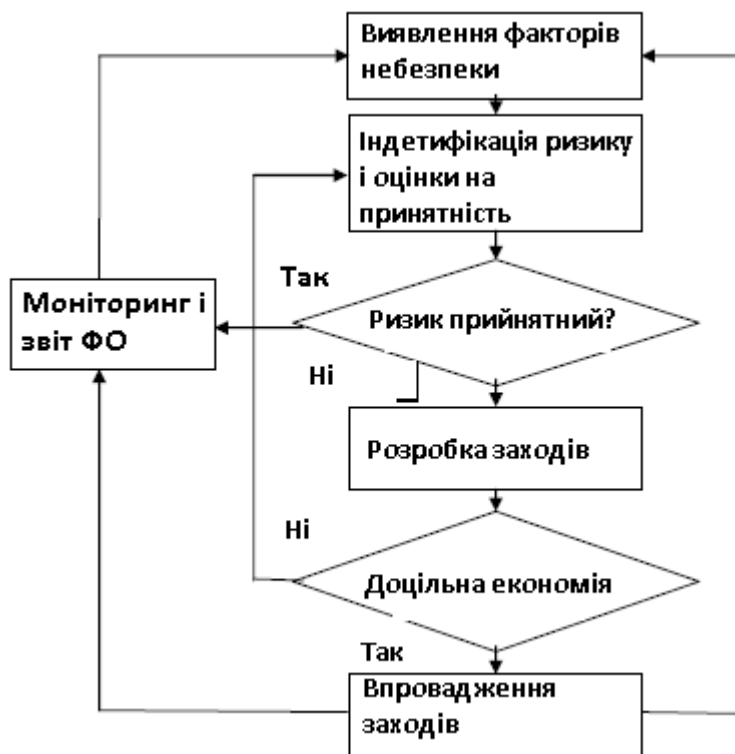 Виявлення факторів
небезпеки
Індетифікація ризику
і оцінки на
принятність
Так
Ризик прийнятний?
Моніторинг і
звіт ФО
Ні
Розробка заходів
Ні
Доцільна економія
Так
Впровадження
заходів